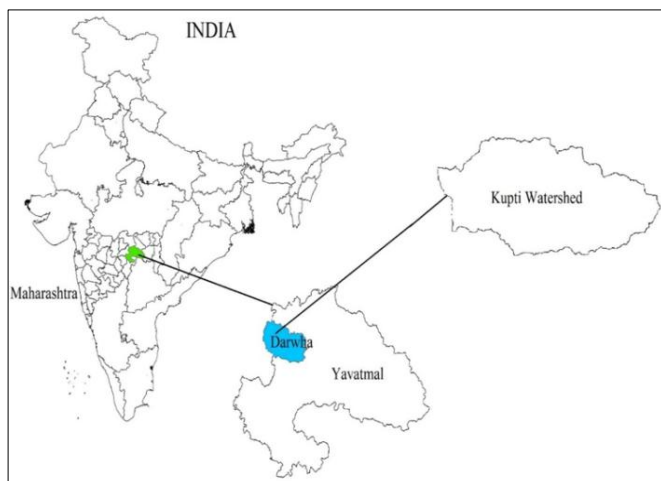 INDIA
Kupti Watershed
Maharashtra
Darwha
Yavatmal